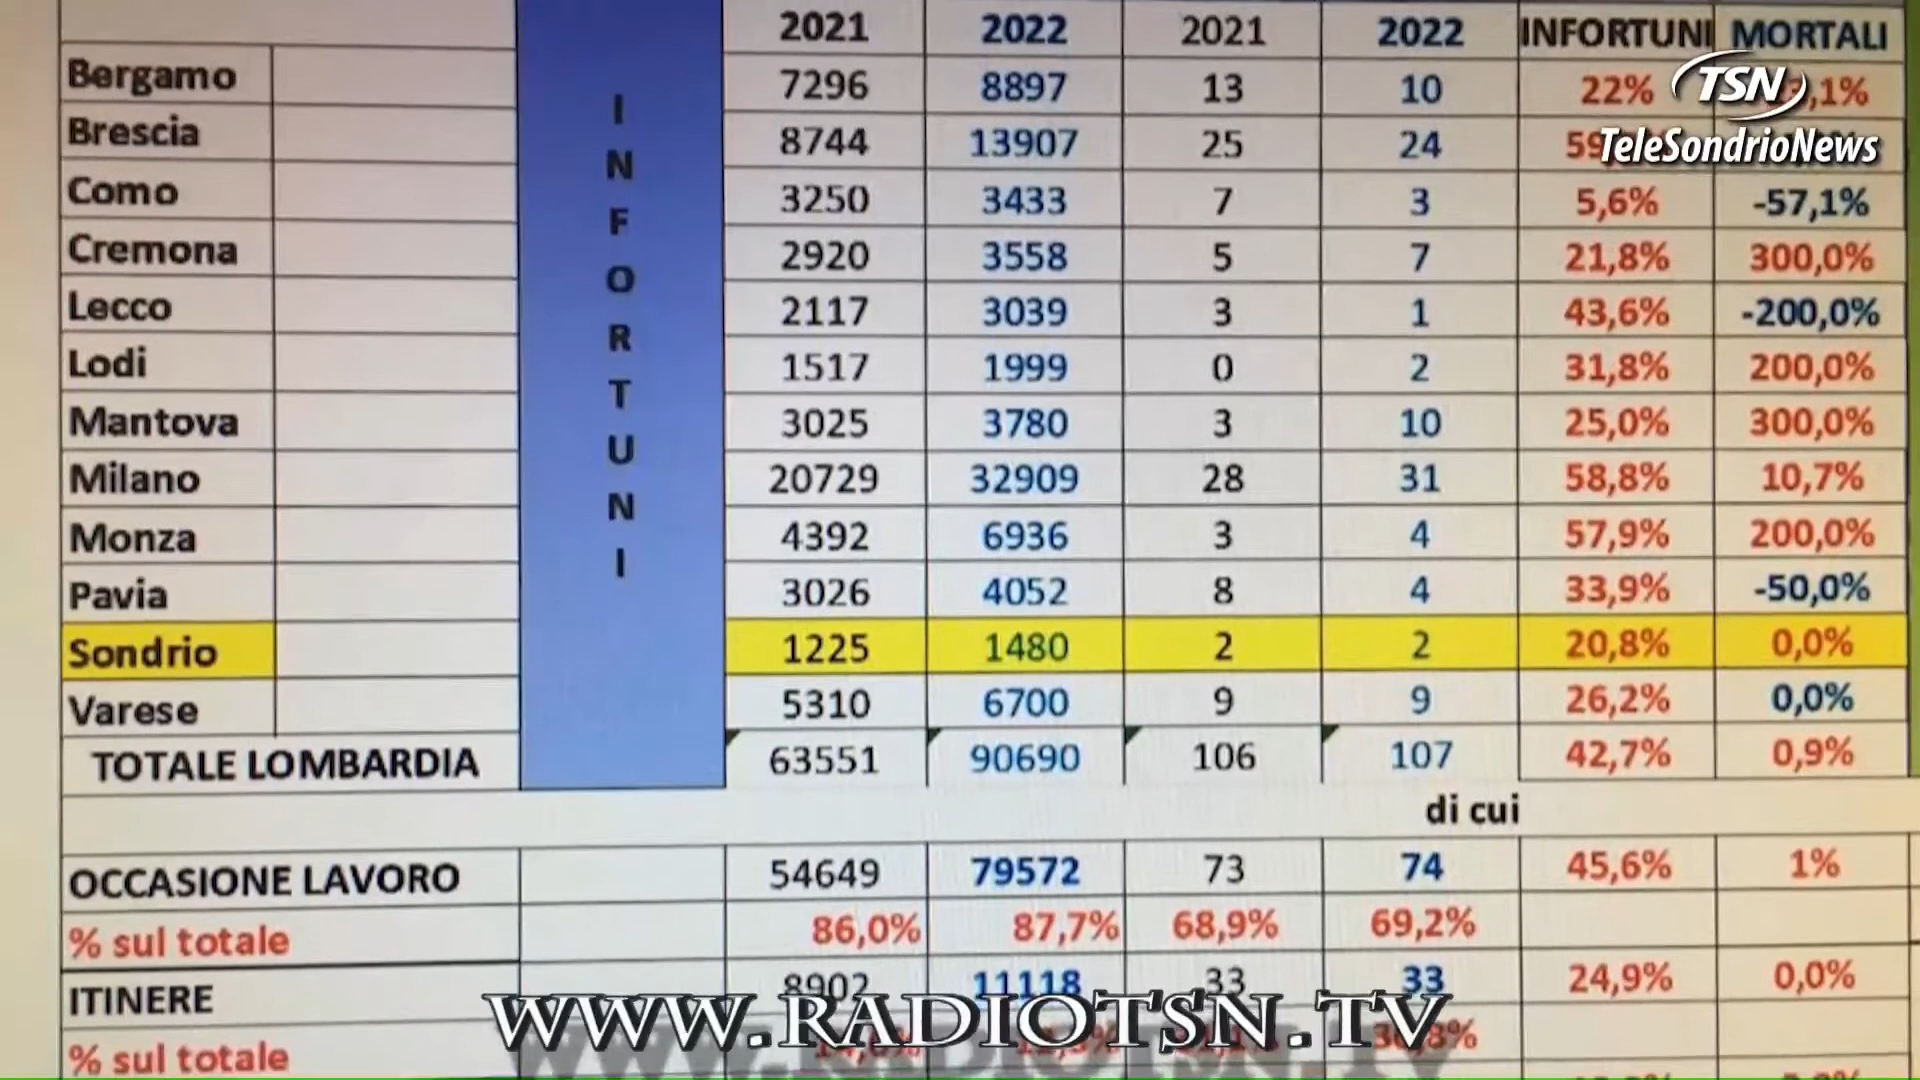 2021 2022 2021 2022 INFORTUNI MORTALI
TSN
TeleSondrioNews
INFORTUNI
Bergamo 7296 8897 13 10 22%
Brescia 8744 13907 25 24
Como 3250 3433 7 3 5,6% -57,1%
Cremona 2920 3558 5 7 21,8% 300,0%
Lecco 2117 3039 3 1 43,6% -200,0%
Lodi 1517 1999 0 2 31,8% 200,0%
Mantova 3025 3780 3 10 25,0% 300,0%
Milano 20729 32909 28 31 58,8% 10,7%
Monza 4392 6936 3 4 57,9% 200,0%
Pavia 3026 4052 8 4 33,9% -50,0%
Sondrio 1225 1480 2 2 20,8% 0,0%
Varese 5310 6700 9 9 26,2% 0,0%
TOTALE LOMBARDIA 63551 90690 106 107 42,7% 0,9%
di cui
OCCASIONE LAVORO 54649 79572 73 74 45,6% 1%
% sul totale 86,0% 87,7% 68,9% 69,2%
ITINERE 8902 11118 33 33 24,9% 0,0%
WWW.RADIOTSN.TV
% sul totale